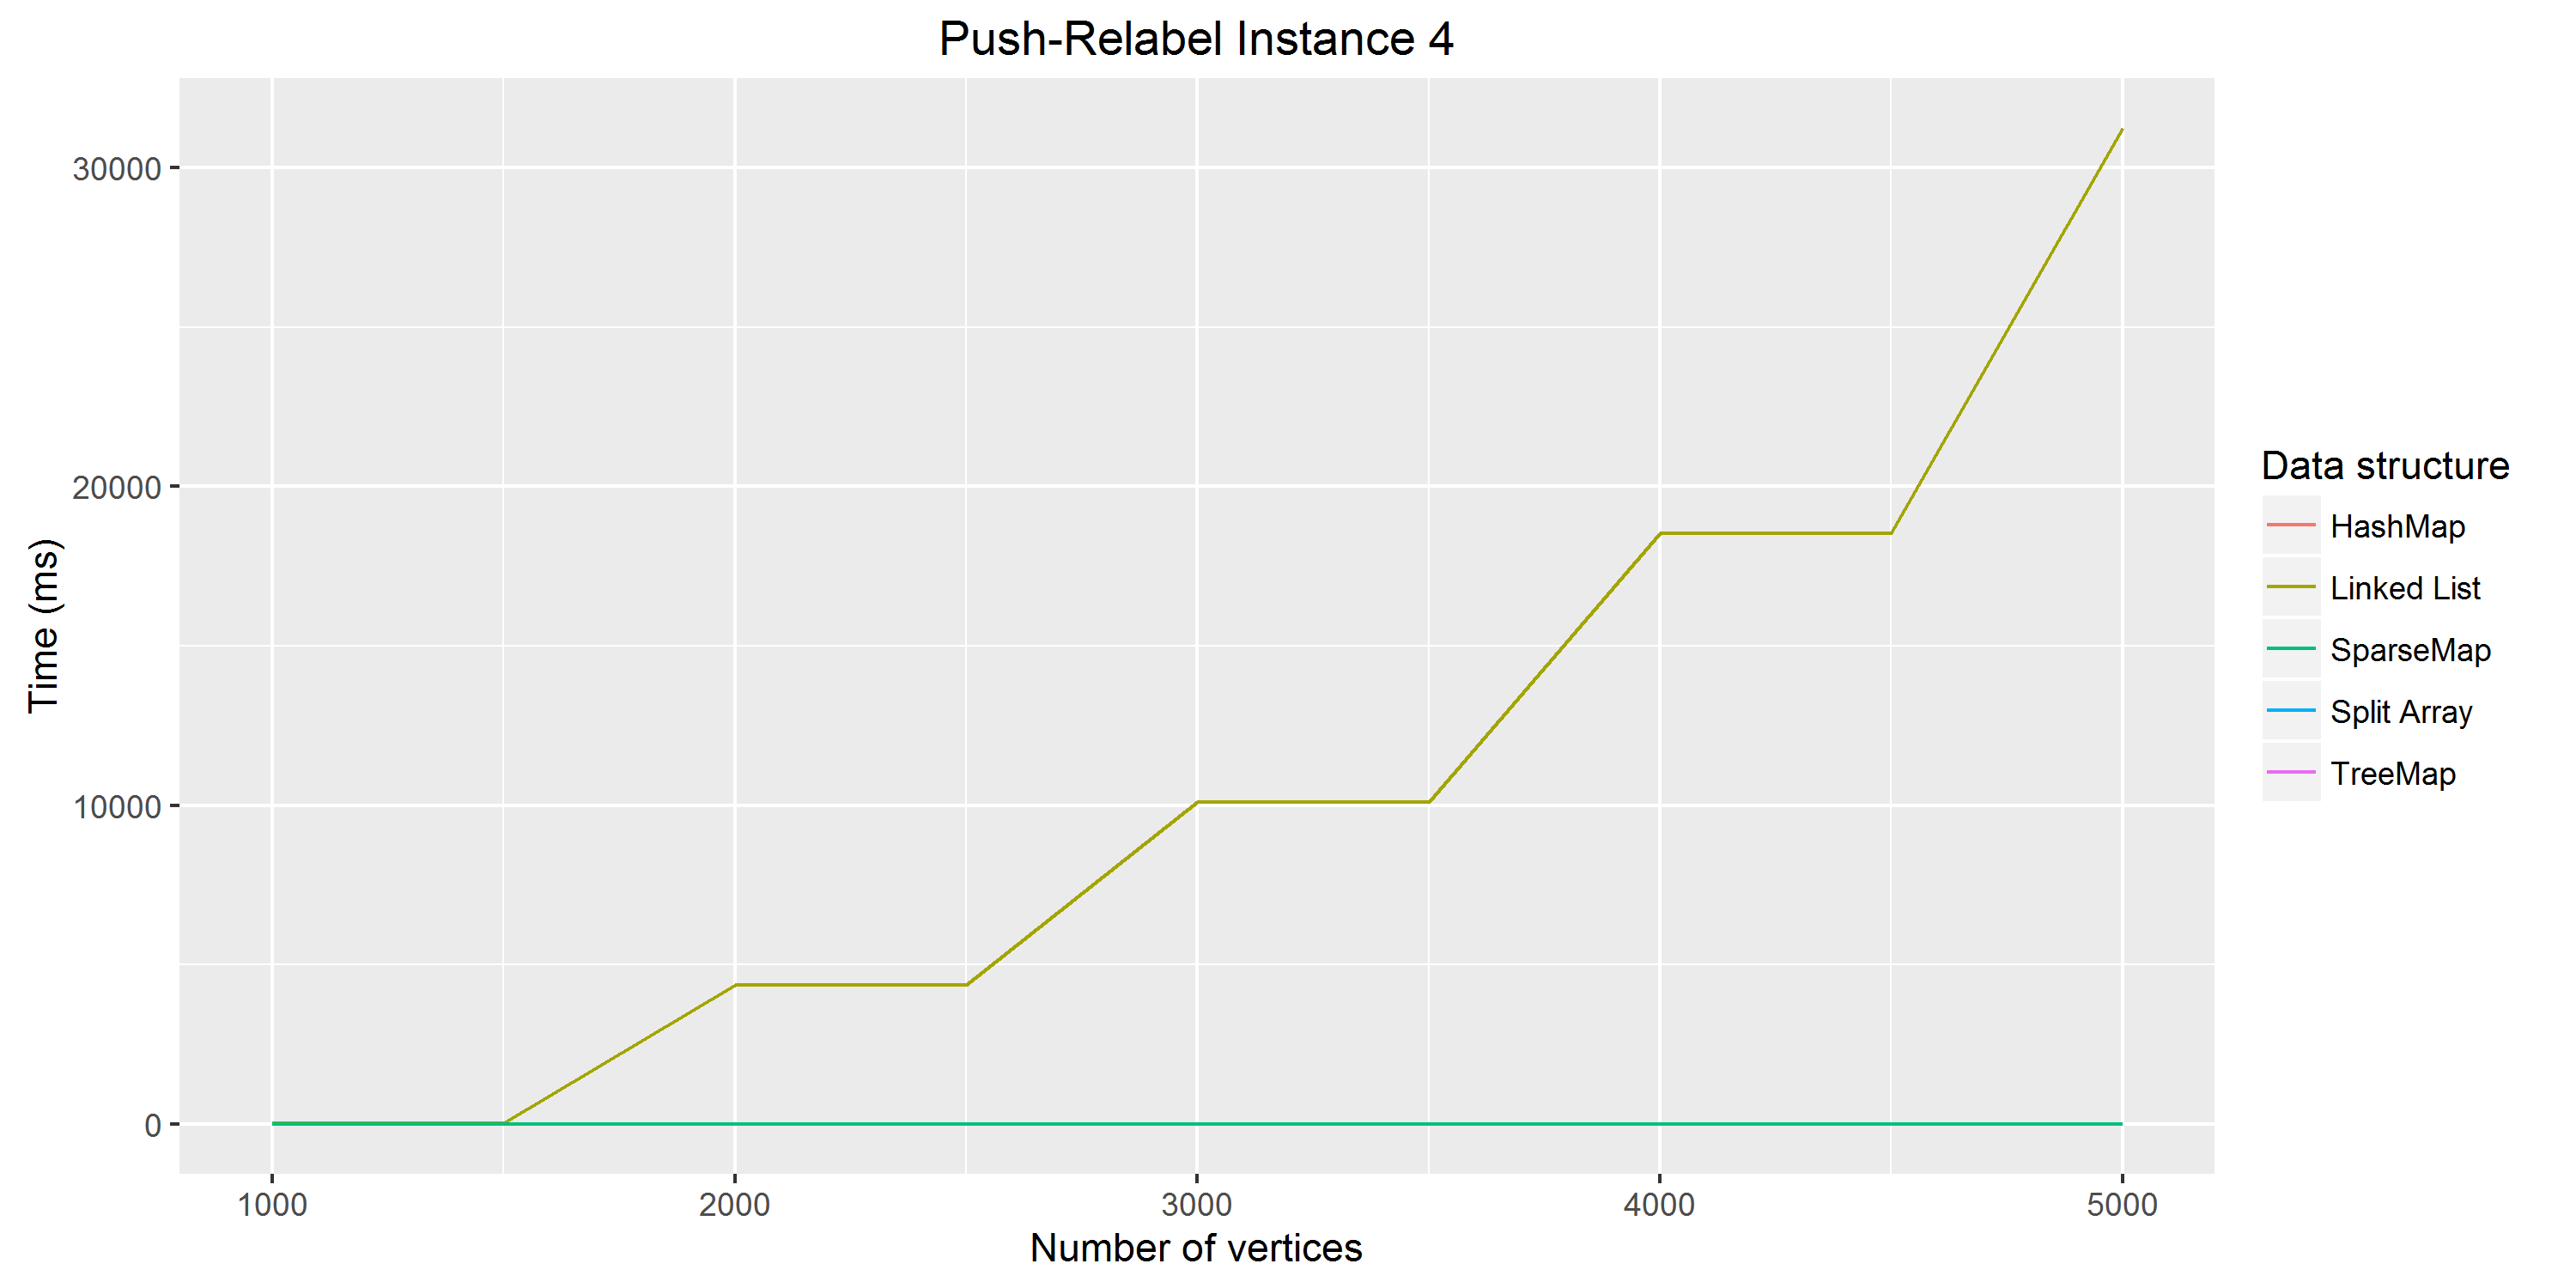 Push-Relabel Instance 4
30000
20000
10000
0
Time (ms)
1000 2000 3000 4000 5000
Number of vertices
Data structure
HashMap
Linked List
SparseMap
Split Array
TreeMap